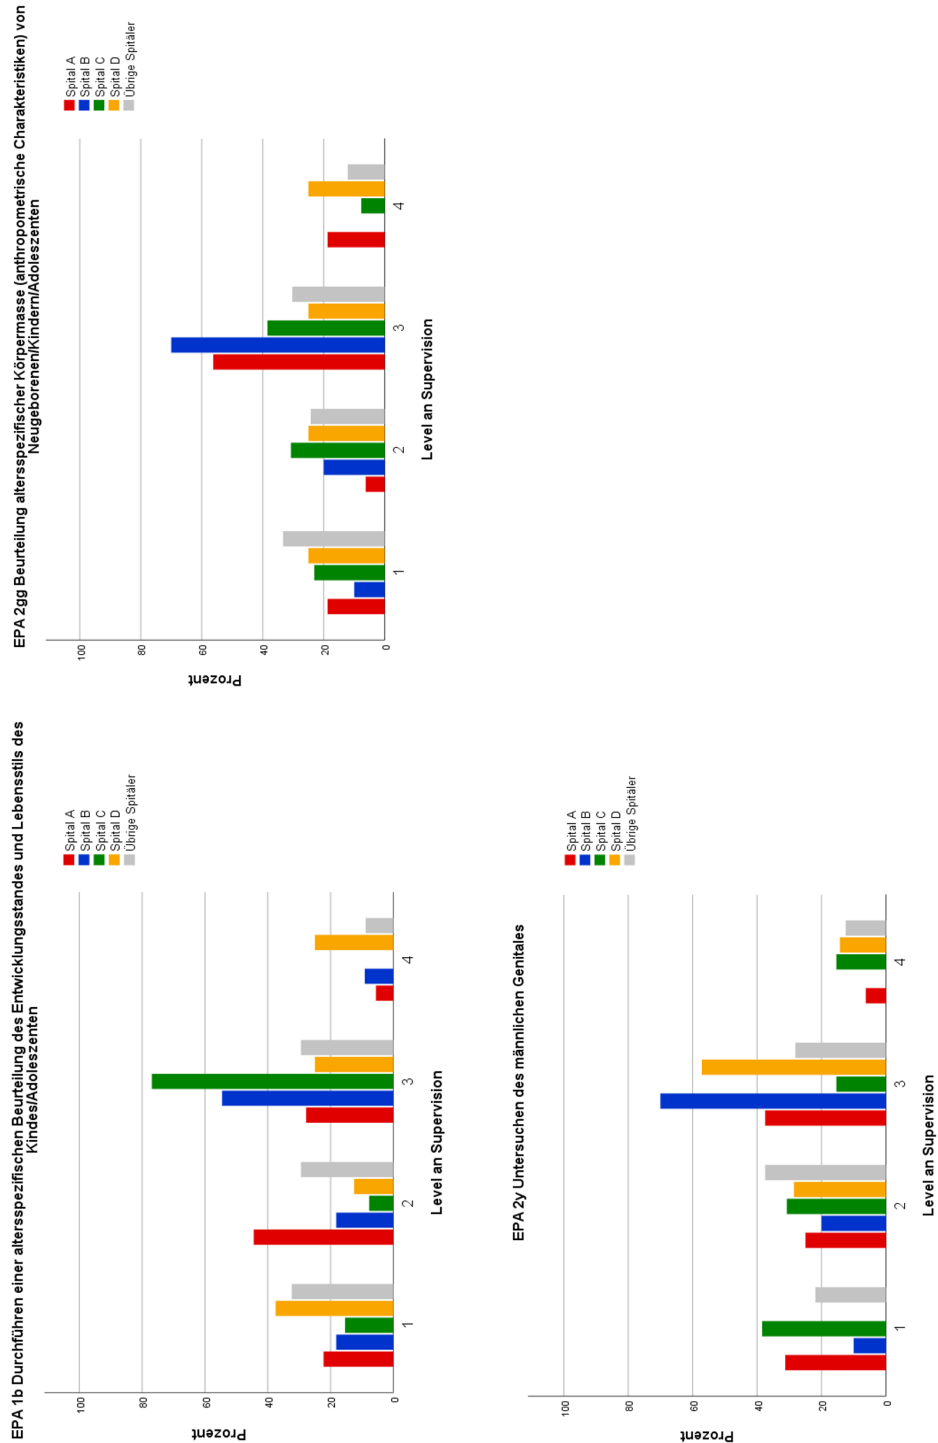 EPA 1b Durchführen einer altersspezifischen Beurteilung des Entwicklungsstandes und Lebensstils des
Kindes/Adoleszenten
Spital A
Spital B
Spital C
Spital D
Übrige Spitäler
Prozent
100
80
60
40
20
0
1
2
3
4
Level an Supervision
EPA 2gg Beurteilung altersspezifischer Körpermasse (anthropometrische Charakteristiken) von
Neugeborenen/Kindern/Adoleszenten
Spital A
Spital B
Spital C
Spital D
Übrige Spitäler
Prozent
100
80
60
40
20
0
1
2
3
4
Level an Supervision
EPA 2y Untersuchen des männlichen Genitales
Spital A
Spital B
Spital C
Spital D
Übrige Spitäler
Prozent
100
80
60
40
20
0
1
2
3
4
Level an Supervision